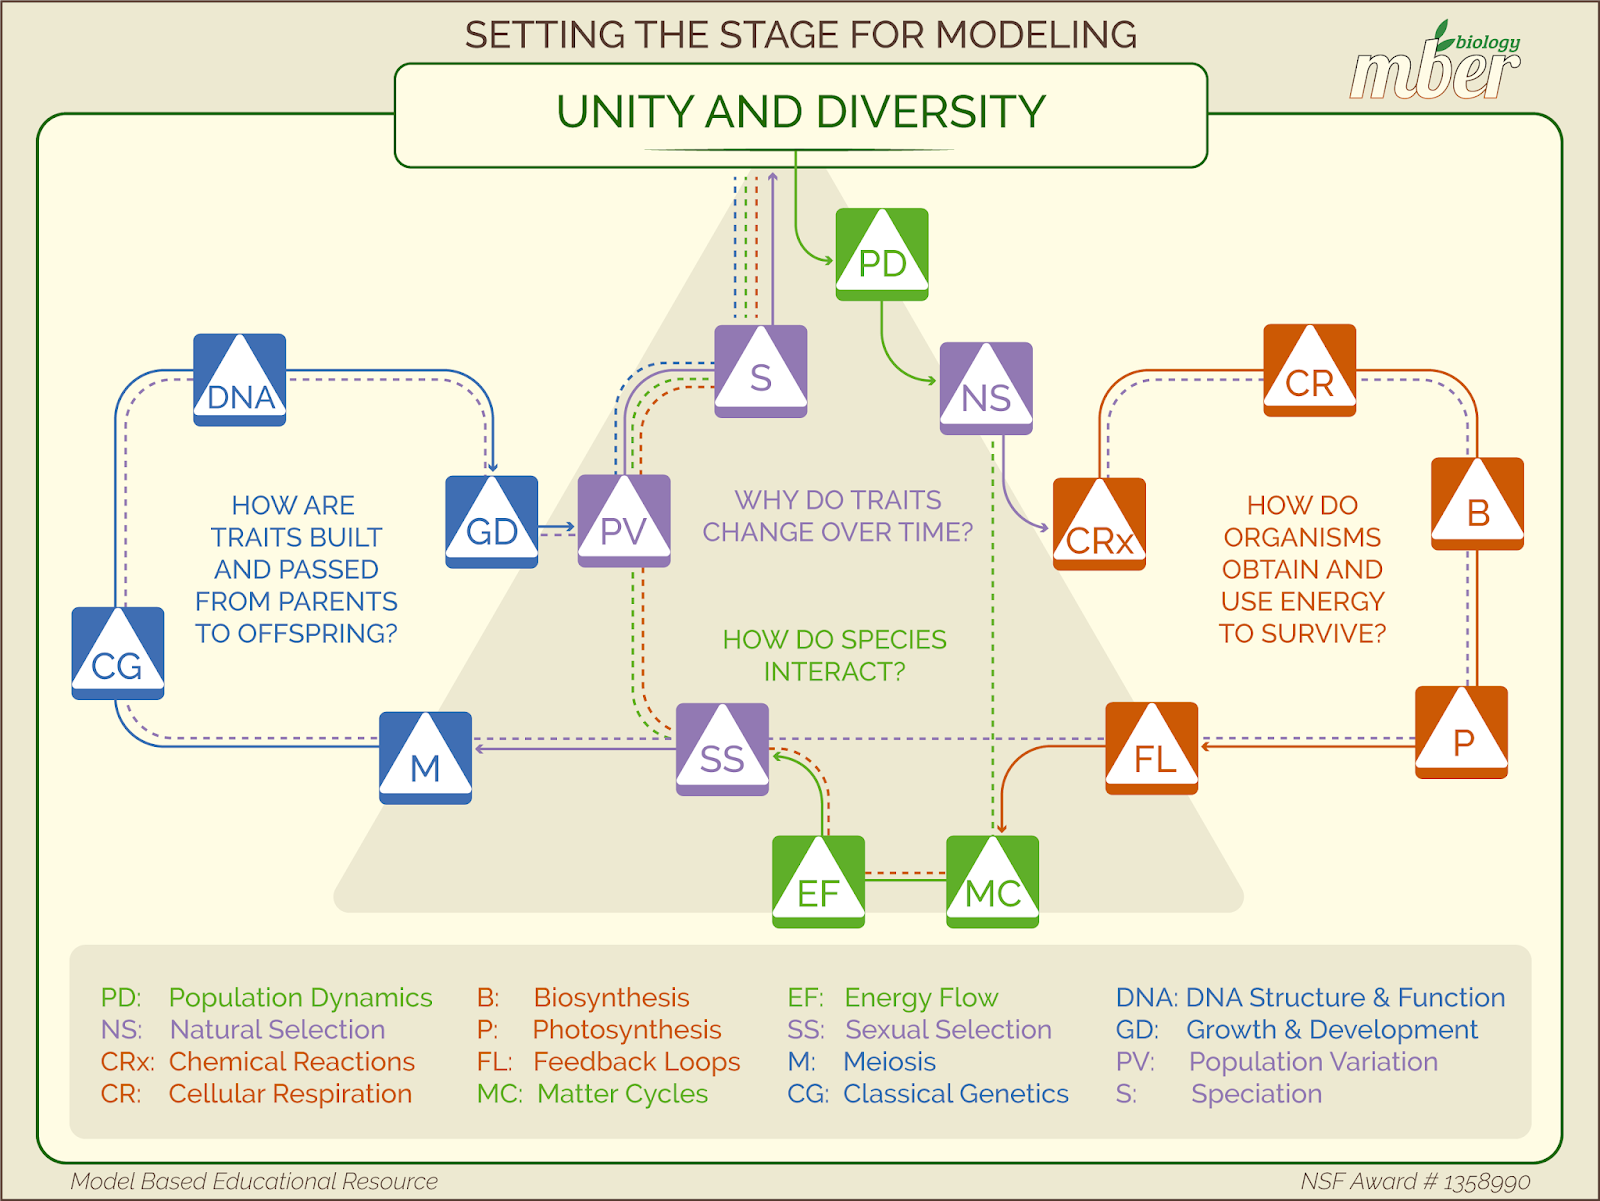 SETTING THE STAGE FOR MODELING
biology
mber
UNITY AND DIVERSITY
PD
S
NS
DNA
CR
GD
PV
CRx
B
HOW ARE
TRAITS BUILT
AND PASSED
FROM PARENTS
TO OFFSPRING?
WHY DO TRAITS
CHANGE OVER TIME?
HOW DO
ORGANISMS
OBTAIN AND
USE ENERGY
TO SURVIVE?
HOW DO SPECIES
INTERACT?
CG
M
SS
FL
P
EF
MC
PD: Population Dynamics
NS: Natural Selection
CRx: Chemical Reactions
CR: Cellular Respiration
B: Biosynthesis
P: Photosynthesis
FL: Feedback Loops
MC: Matter Cycles
EF: Energy Flow
SS: Sexual Selection
M: Meiosis
CG: Classical Genetics
DNA: DNA Structure & Function
GD: Growth & Development
PV: Population Variation
S: Speciation
Model Based Educational Resource
NSF Award # 1358990